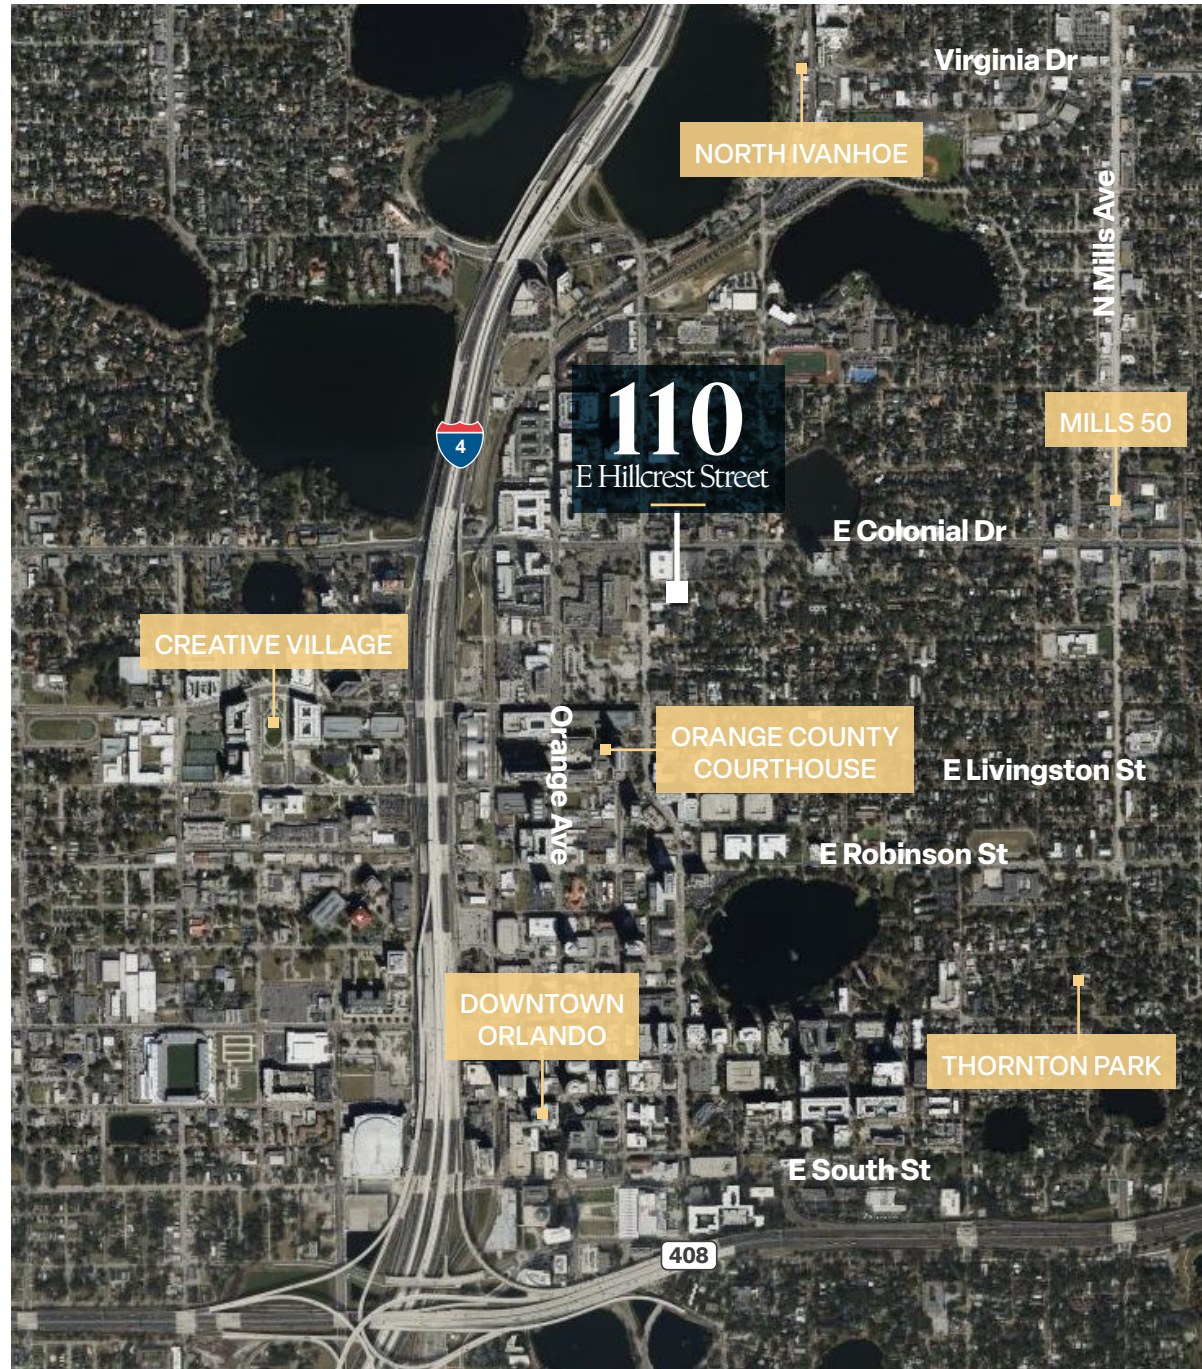 Virginia Dr
NORTH IVANHOE
N Mills Ave
110
E Hillcrest Street
MILLS 50
4
E Colonial Dr
CREATIVE VILLAGE
Orange Ave
ORANGE COUNTY
COURTHOUSE
E Livingston St
E Robinson St
DOWNTOWN
ORLANDO
THORNTON PARK
E South St
408